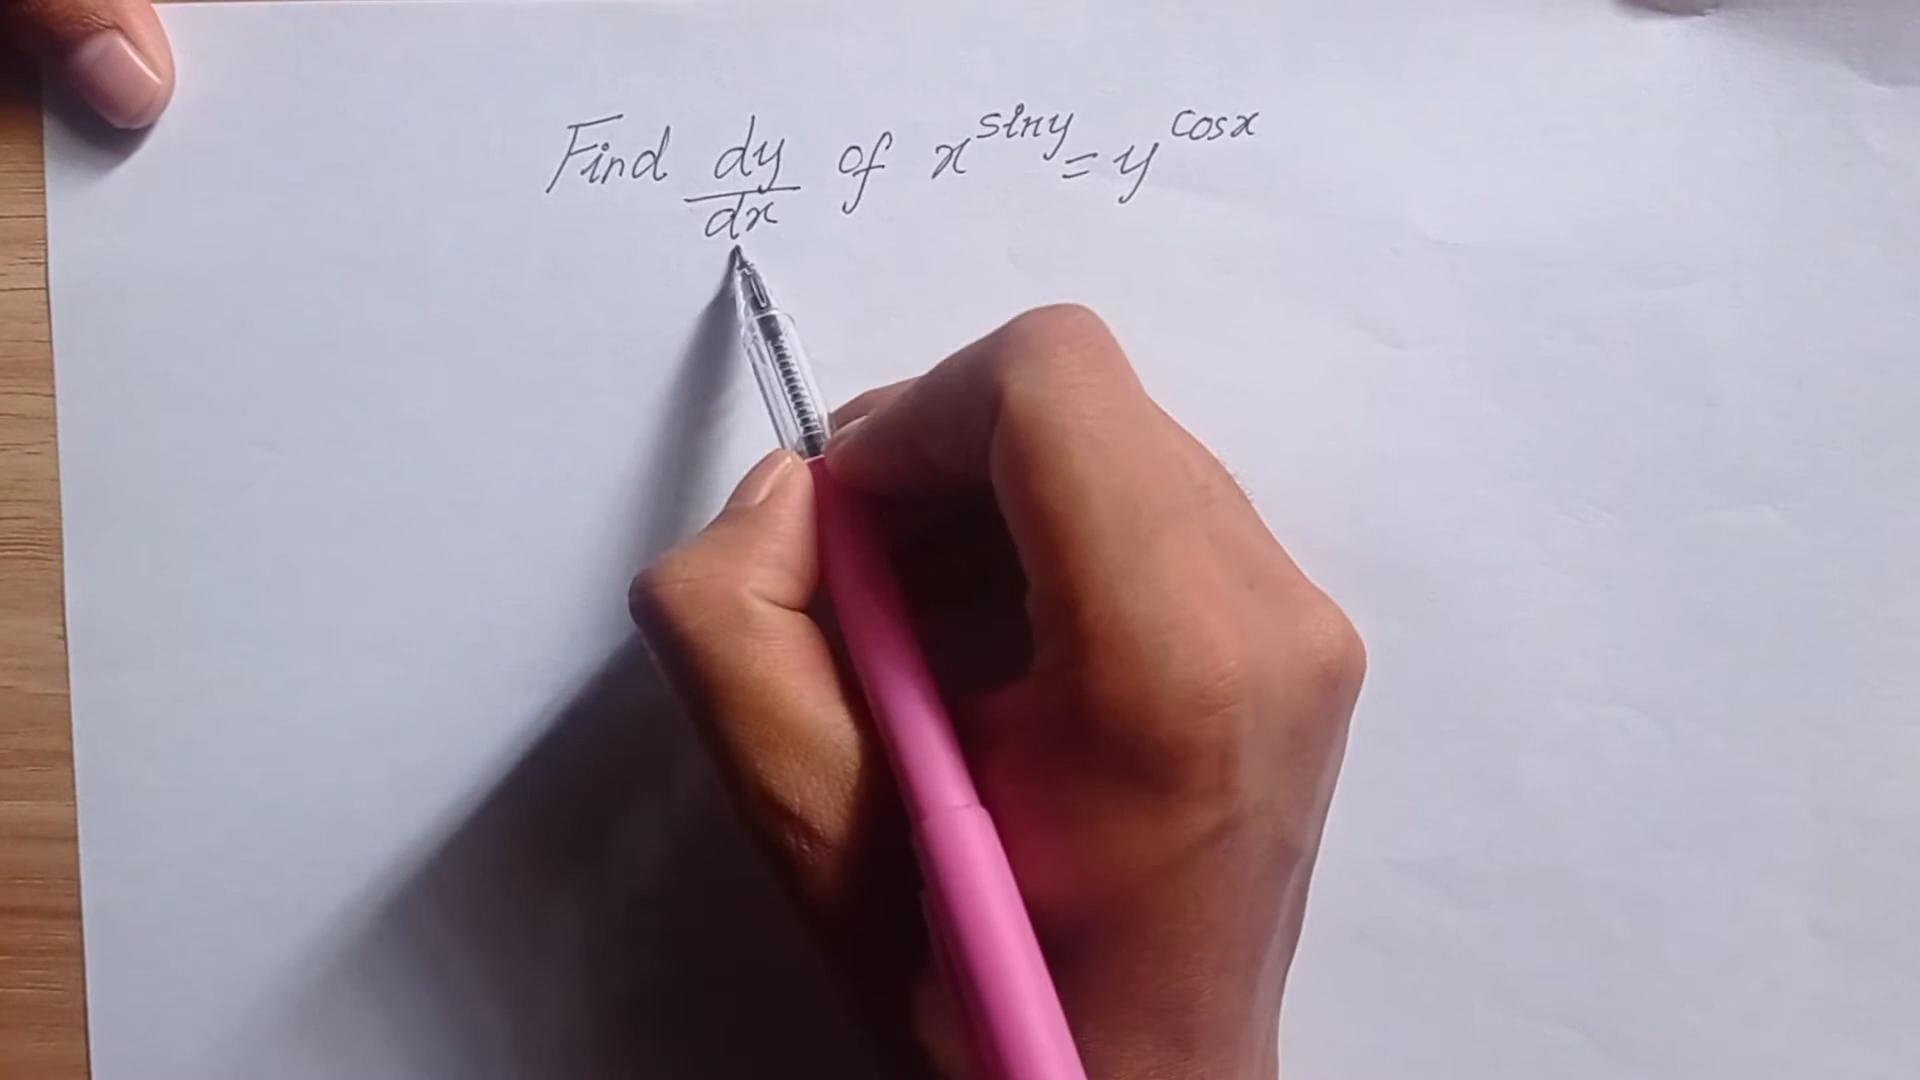 Find dy/dx of x^siny = y^cosx